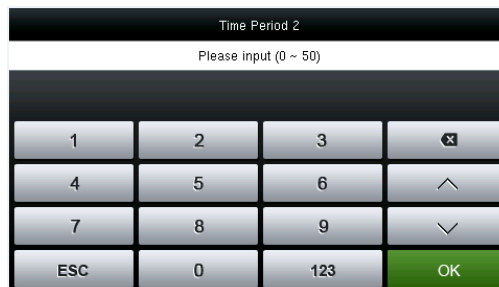 Time Period 2
Please input (0 ~ 50)
1 2 3
4 5 6
7 8 9
ESC 0 123 OK